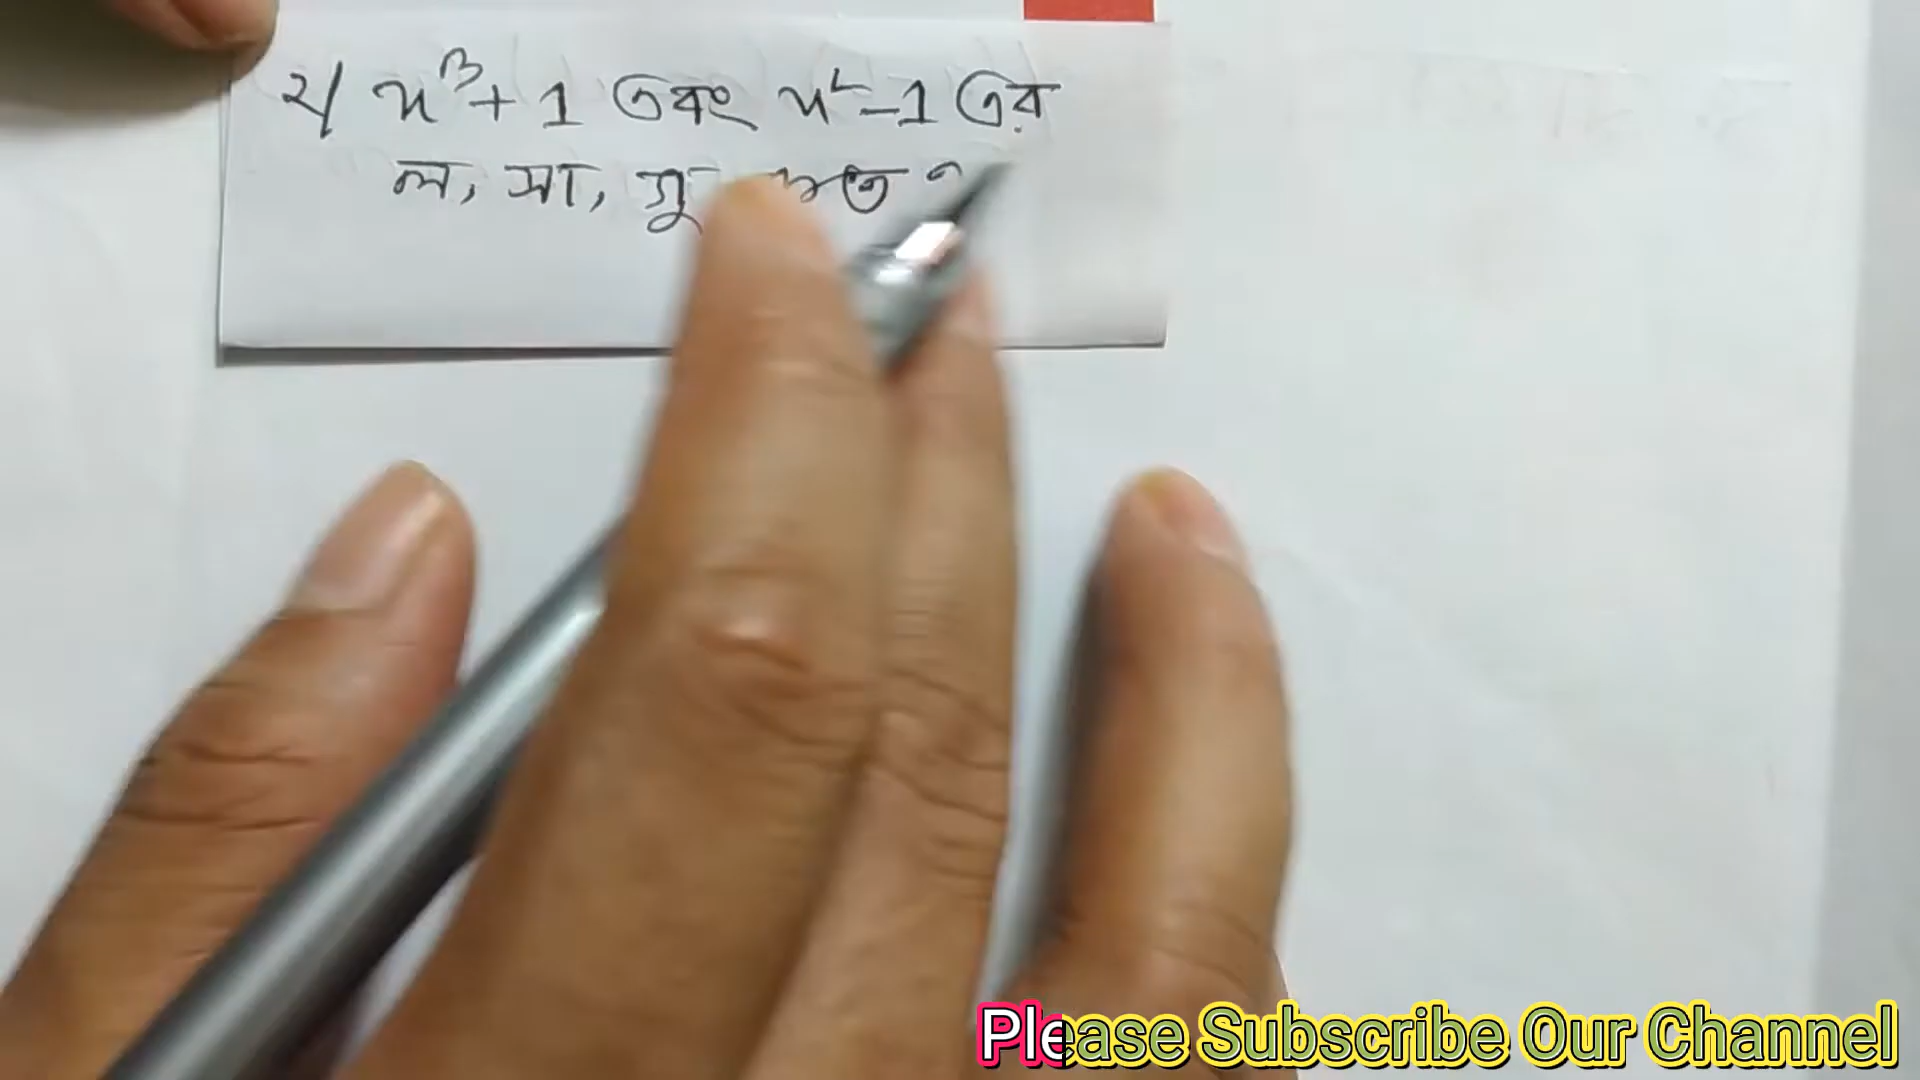 ২/ x³+1 এবং x²-1 এর
ল, সা, গু
Please Subscribe Our Channel